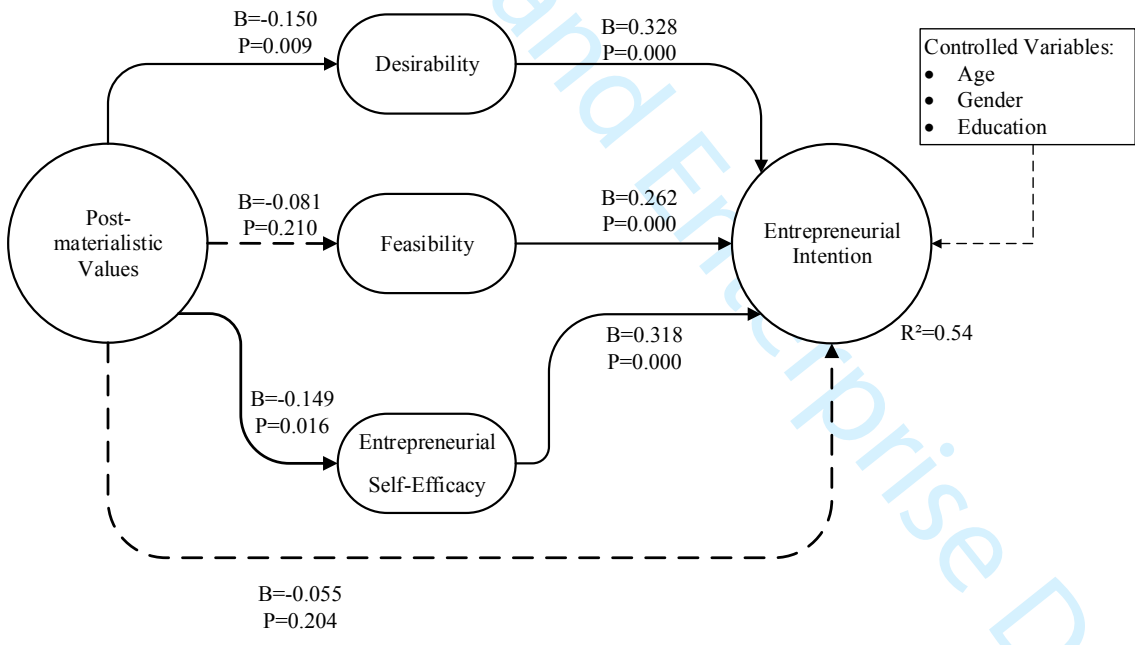 B=-0.150
P=0.009
Desirability
B=0.328
P=0.000
Controlled Variables:
• Age
• Gender
• Education
Post-
materialistic
Values
B=-0.081
P=0.210
Feasibility
B=0.262
P=0.000
Entrepreneurial
Intention
R²=0.54
B=-0.149
P=0.016
Entrepreneurial
Self-Efficacy
B=0.318
P=0.000
B=-0.055
P=0.204
and Enterprise D